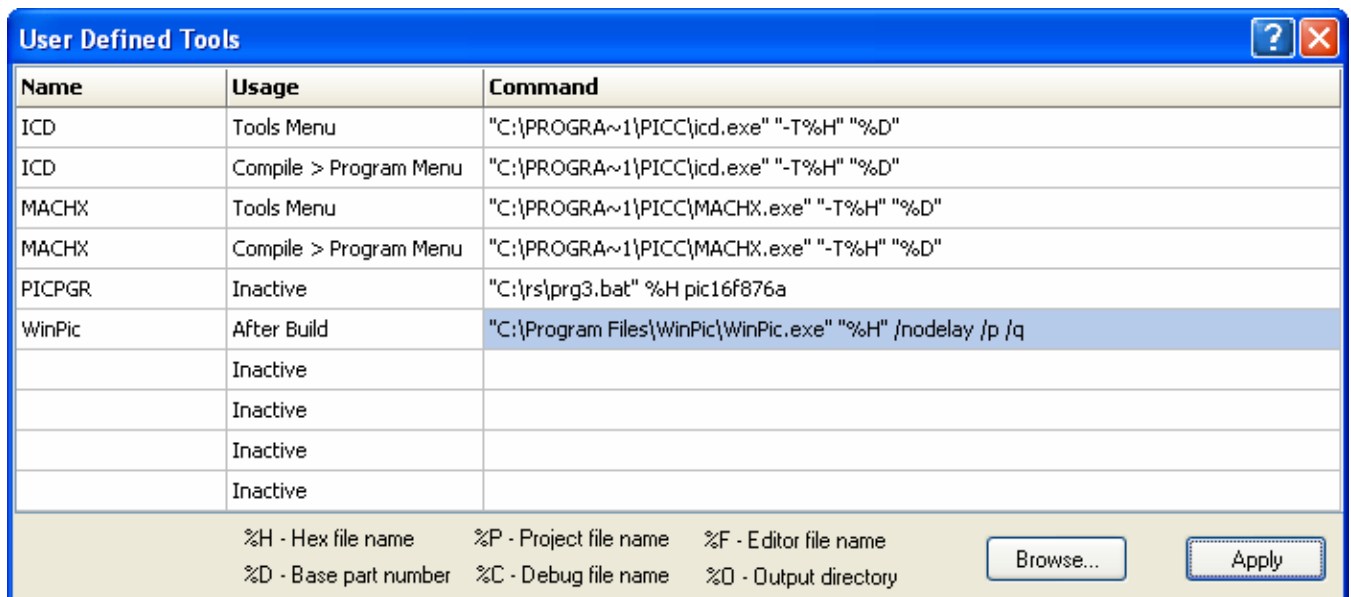 User Defined Tools
Name Usage Command
ICD Tools Menu "C:\PROGRA~1\PICC\icd.exe" "-T%H" "%D"
ICD Compile > Program Menu "C:\PROGRA~1\PICC\icd.exe" "-T%H" "%D"
MACHX Tools Menu "C:\PROGRA~1\PICC\MACHX.exe" "-T%H" "%D"
MACHX Compile > Program Menu "C:\PROGRA~1\PICC\MACHX.exe" "-T%H" "%D"
PICPGR Inactive "C:\rs\prg3.bat" %H pic16f876a
WinPic After Build "C:\Program Files\WinPic\WinPic.exe" "%H" /nodelay /p /q
Inactive
Inactive
Inactive
Inactive
%H - Hex file name %P - Project file name %F - Editor file name
%D - Base part number %C - Debug file name %O - Output directory
Browse... Apply